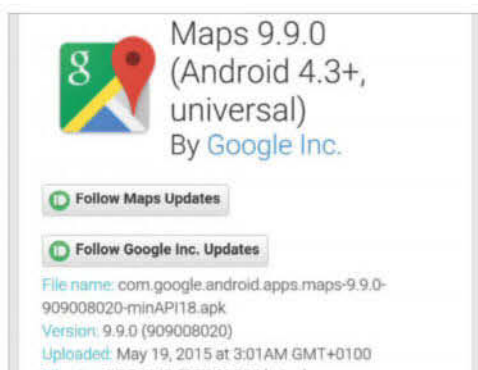 g
Maps 9.9.0
(Android 4.3+,
universal)
By Google Inc.
Follow Maps Updates
Follow Google Inc. Updates
File name: com.google.android.apps.maps-9.9.0-
909008020-minAPI18.apk
Version: 9.9.0 (909008020)
Uploaded: May 19, 2015 at 3:01AM GMT+0100